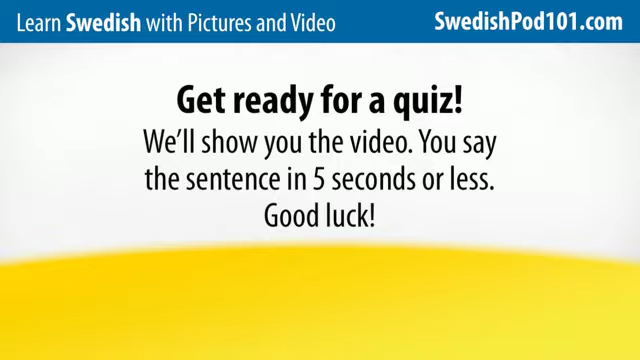 Learn Swedish with Pictures and Video
SwedishPod101.com
Get ready for a quiz!
We'll show you the video. You say
the sentence in 5 seconds or less.
Good luck!